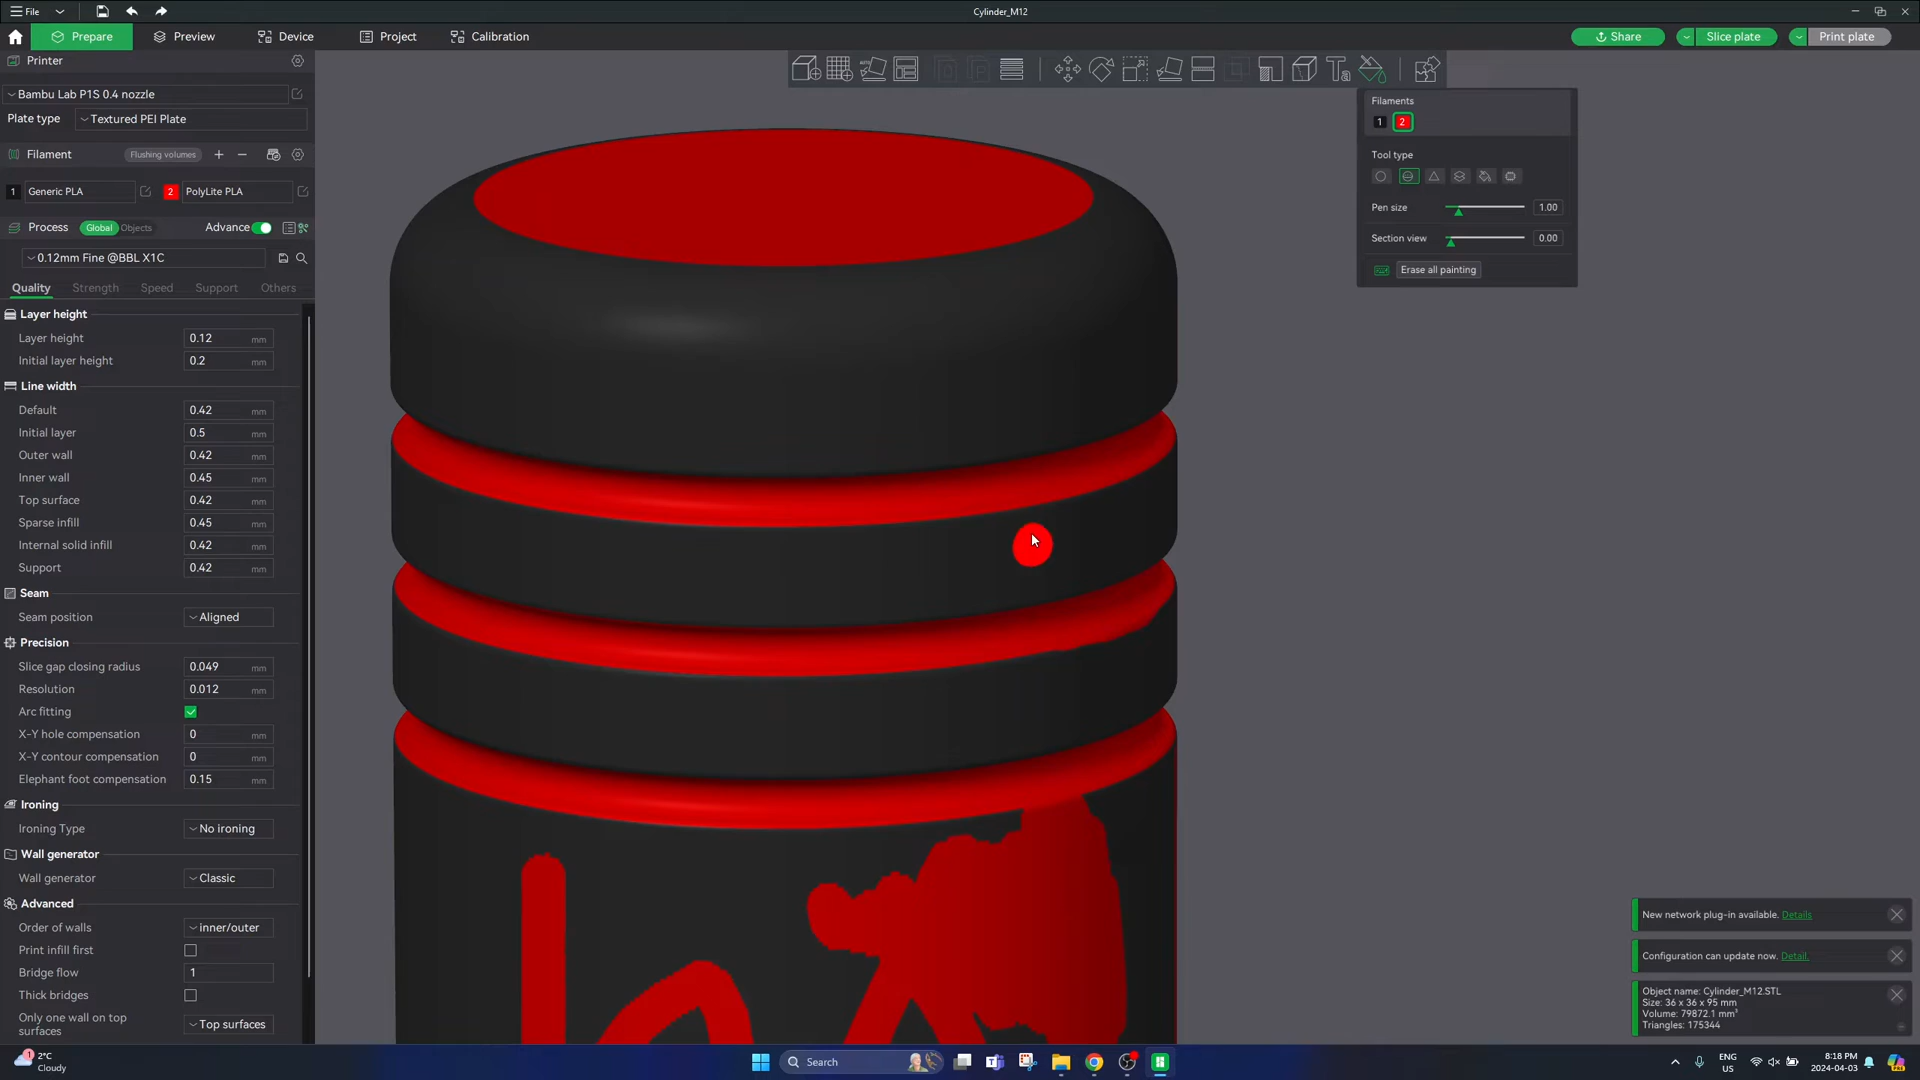 File
Cylinder_M12
Prepare
Preview
Device
Project
Calibration
Share
Slice plate
Print plate
Printer
Bambu Lab P1S 0.4 nozzle
Plate type
Textured PEI Plate
Filament
Flushing volumes
1
Generic PLA
2
PolyLite PLA
Process
Global
Objects
Advance
0.12mm Fine @BBL X1C
Quality
Strength
Speed
Support
Others
Layer height
Layer height 0.12 mm
Initial layer height 0.2 mm
Line width
Default 0.42 mm
Initial layer 0.5 mm
Outer wall 0.42 mm
Inner wall 0.45 mm
Top surface 0.42 mm
Sparse infill 0.45 mm
Internal solid infill 0.42 mm
Support 0.42 mm
Seam
Seam position Aligned
Precision
Slice gap closing radius 0.049 mm
Resolution 0.012 mm
Arc fitting
X-Y hole compensation 0 mm
X-Y contour compensation 0 mm
Elephant foot compensation 0.15 mm
Ironing
Ironing Type No ironing
Wall generator
Wall generator Classic
Advanced
Order of walls inner/outer
Print infill first
Bridge flow 1
Thick bridges
Only one wall on top
surfaces
Top surfaces
Filaments
1 2
Tool type
Pen size 1.00
Section view 0.00
Erase all painting
New network plug-in available. Details
Configuration can update now. Detail.
Object name: Cylinder_M12.STL
Size: 36 x 36 x 95 mm
Volume: 79872.1 mm³
Triangles: 175344
1
2°C
Cloudy
Search
ENG
US
8:18 PM
2024-04-03